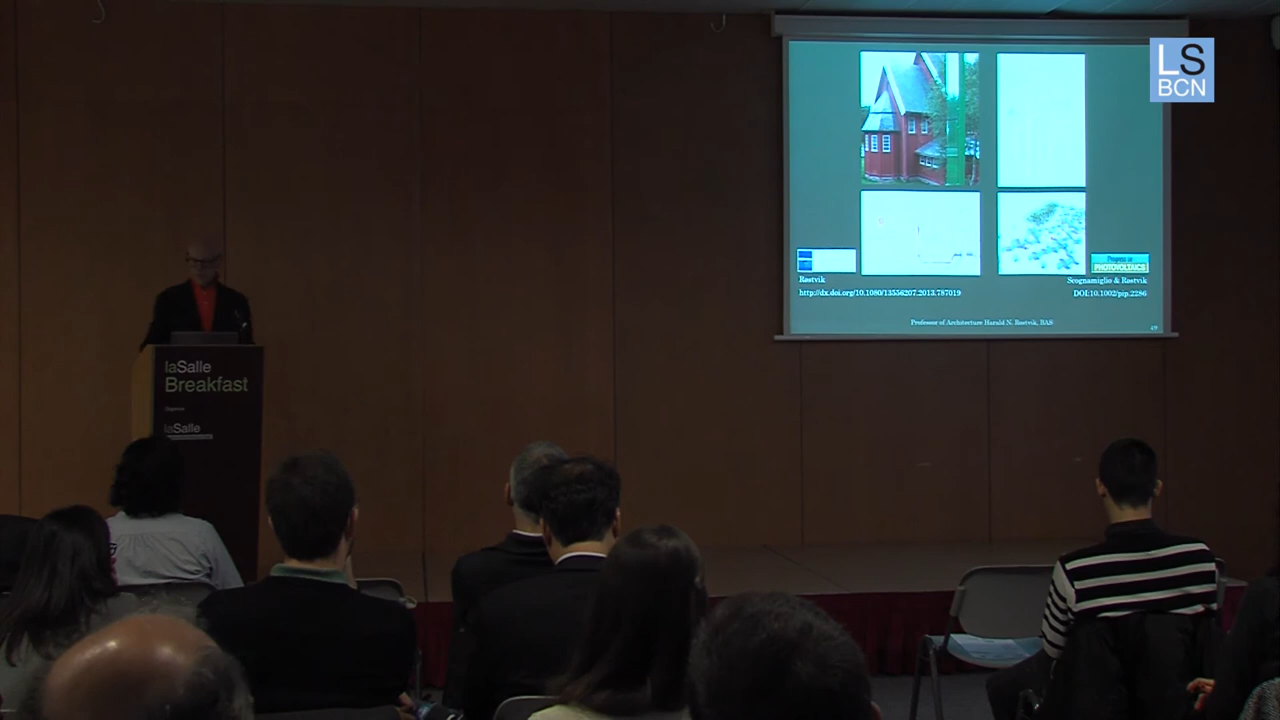 LS
BCN
Progress in
PHOTOVOLTAICS
Røstvik
http://dx.doi.org/10.1080/13556207.2013.787019
Scognamiglio & Røstvik
DOI:10.1002/pip.2286
Professor of Architecture Harald N. Røstvik, BAS
49
laSalle
Breakfast
laSalle